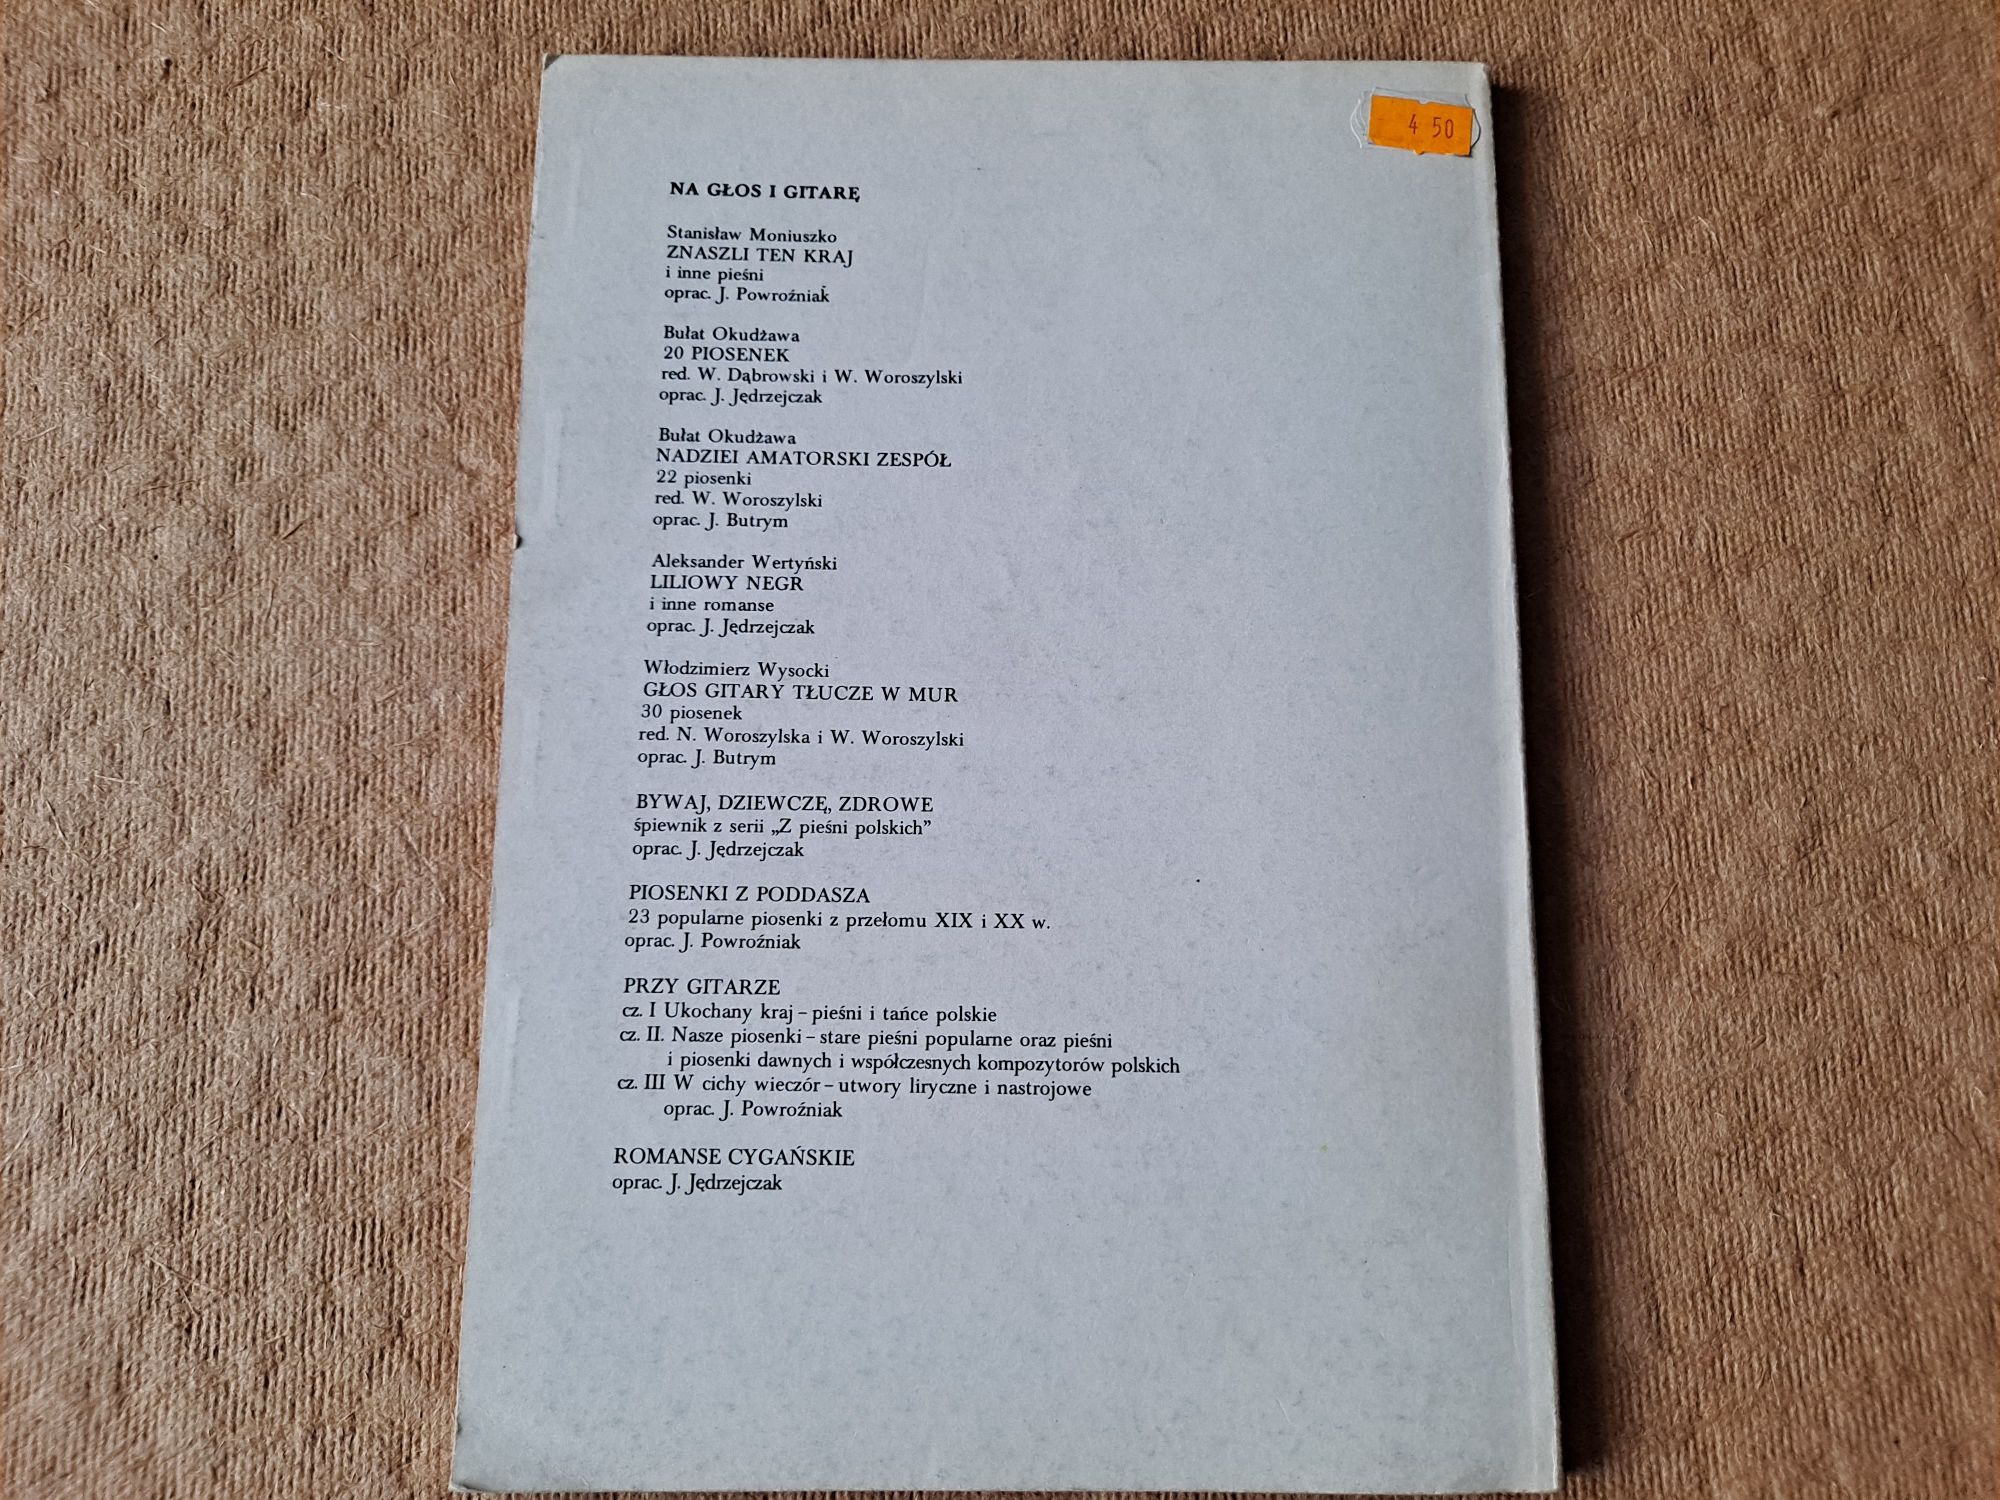 4 50
NA GŁOS I GITARĘ
Stanisław Moniuszko
ZNASZLI TEN KRAJ
i inne pieśni
oprac. J. Powroźniak
Bułat Okudżawa
20 PIOSENEK
red. W. Dąbrowski i W. Woroszylski
oprac. J. Jędrzejczak
Bułat Okudżawa
NADZIEI AMATORSKI ZESPÓŁ
22 piosenki
red. W. Woroszylski
oprac. J. Butrym
Aleksander Wertyński
LILIOWY NEGR
i inne romanse
oprac. J. Jędrzejczak
Włodzimierz Wysocki
GŁOS GITARY TŁUCZE W MUR
30 piosenek
red. N. Woroszylska i W. Woroszylski
oprac. J. Butrym
BYWAJ, DZIEWCZĘ, ZDROWE
śpiewnik z serii „Z pieśni polskich”
oprac. J. Jędrzejczak
PIOSENKI Z PODDASZA
23 popularne piosenki z przełomu XIX i XX w.
oprac. J. Powroźniak
PRZY GITARZE
cz. I Ukochany kraj – pieśni i tańce polskie
cz. II. Nasze piosenki – stare pieśni popularne oraz pieśni
i piosenki dawnych i współczesnych kompozytorów polskich
cz. III W cichy wieczór – utwory liryczne i nastrojowe
oprac. J. Powroźniak
ROMANSE CYGAŃSKIE
oprac. J. Jędrzejczak